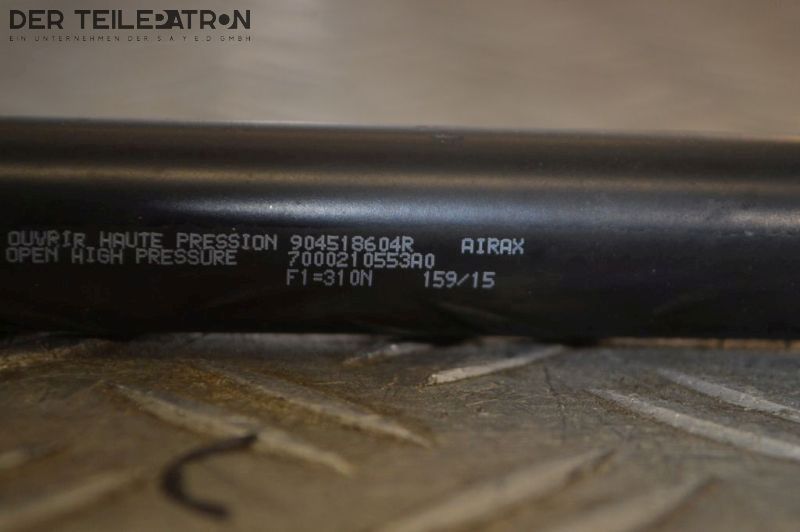 DER TEILEPATRON
EIN UNTERNEHMEN DER S A Y E.D GMBH
OUVRIR HAUTE PRESSION 904518604R AIRAX
OPEN HIGH PRESSURE 7000210553A0
F1=310N 159/15